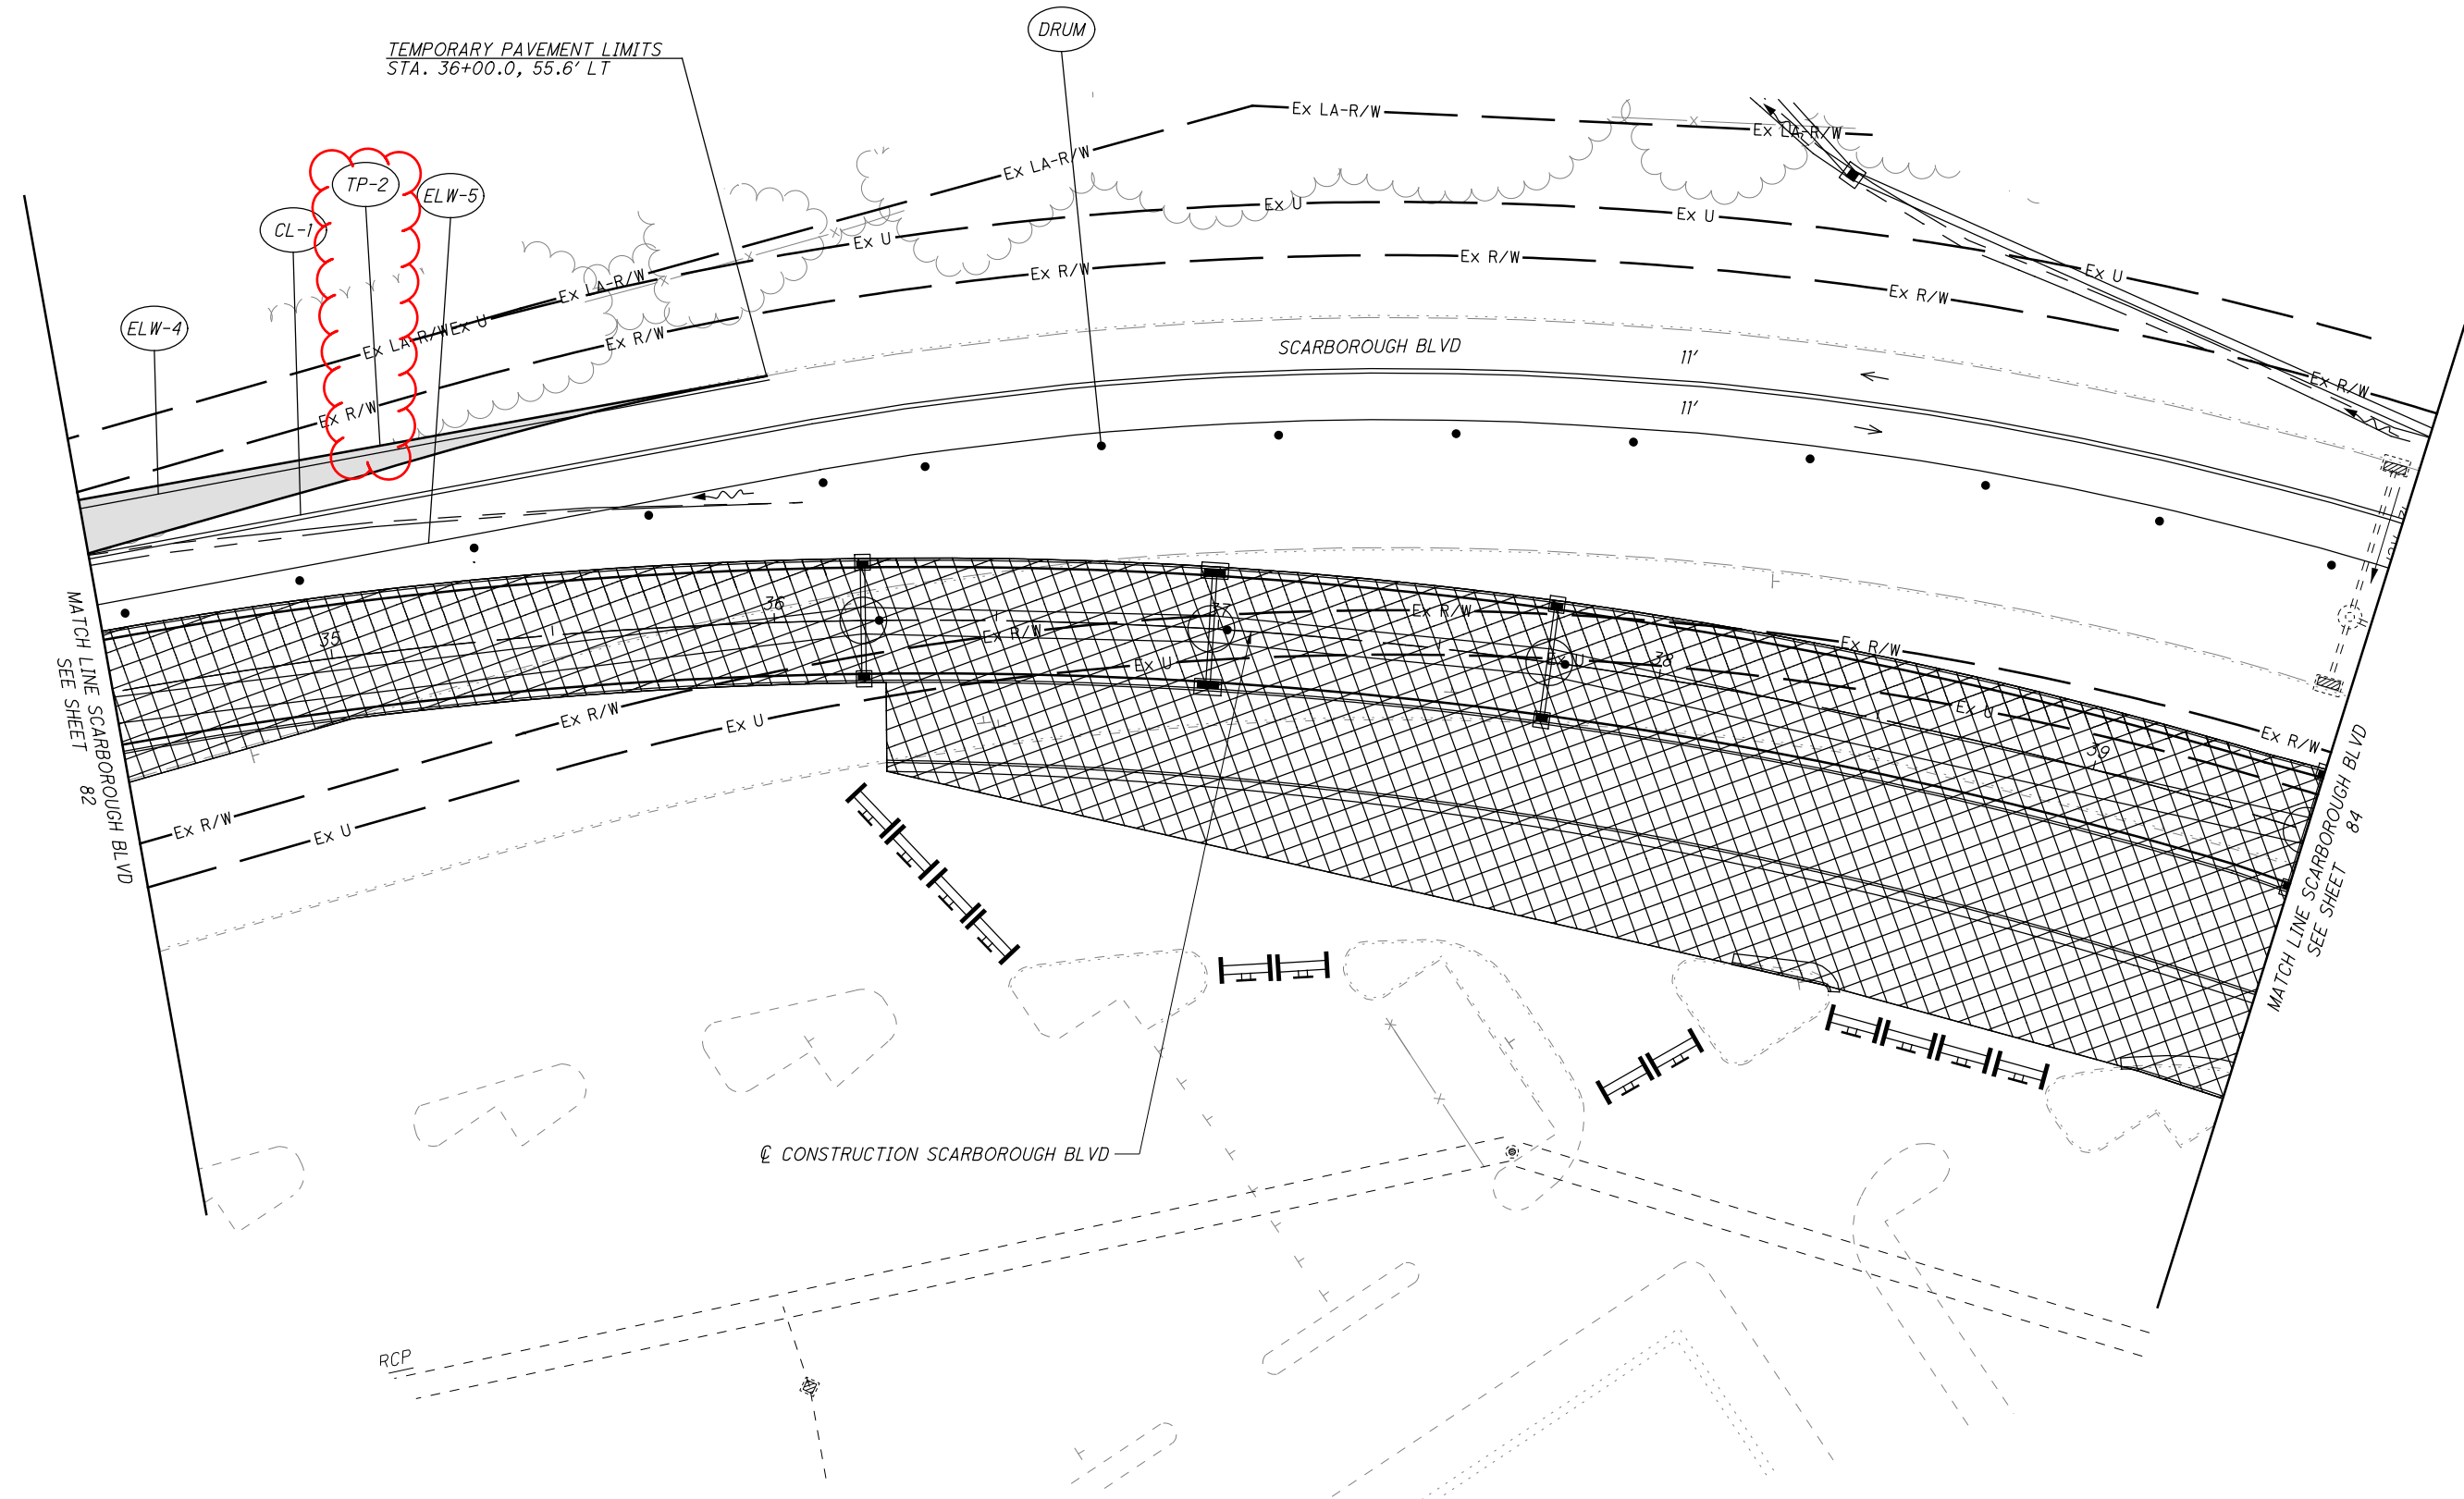 DRUM
TEMPORARY PAVEMENT LIMITS
STA. 36+00.0, 55.6' LT
Ex LA-R/W
Ex LA-R/W
Ex LA-R/W
TP-2
ELW-5
CL-1
Ex U
Ex U
Ex U
Ex R/W
Ex R/W
Ex U
Ex LA-R/W
Ex R/W
ELW-4
Ex LA-R/W
Ex U
Ex R/W
SCARBOROUGH BLVD
11'
Ex R/W
Ex R/W
11'
MATCH LINE SCARBOROUGH BLVD
SEE SHEET 82
35
36
37
38
39
Ex R/W
Ex R/W
Ex R/W
Ex U
Ex U
Ex U
Ex R/W
Ex R/W
Ex U
Ex R/W
Ex U
MATCH LINE SCARBOROUGH BLVD
SEE SHEET 84
℄ CONSTRUCTION SCARBOROUGH BLVD
RCP